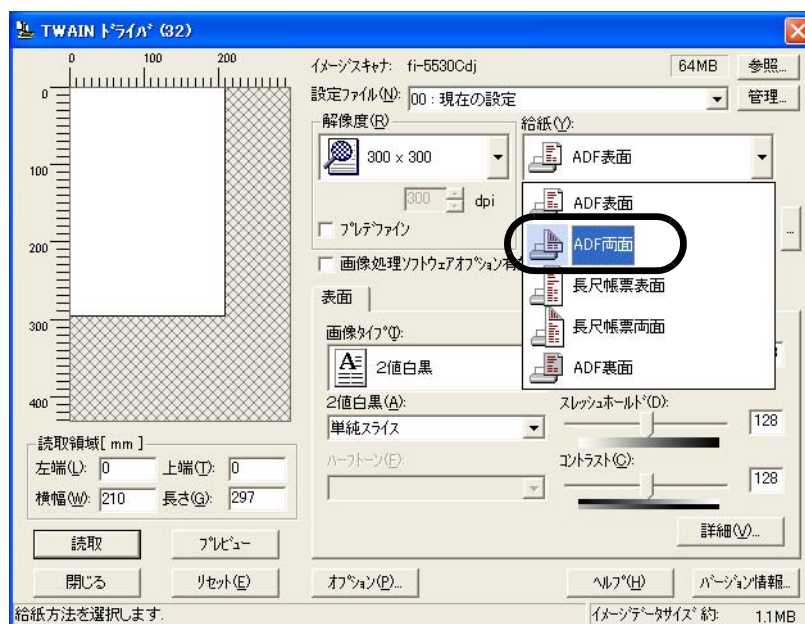 TWAIN ドライバ (32)
0 100 200
0
100
200
300
400
イメージスキャナ: fi-5530Cdj 64MB 参照...
設定ファイル(N): 00 : 現在の設定 管理...
解像度(R)
300 x 300
300 dpi
プレデファイン
給紙(Y):
ADF表面
ADF表面
ADF両面
長尺帳票表面
長尺帳票両面
ADF裏面
...
画像処理ソフトウェアオプション有
表面
画像タイプ(I):
2値白黒
2値白黒(A):
単純スライス
ハーフトーン(F):
スレッショールド(D):
128
コントラスト(C):
128
詳細(V)...
読取領域[ mm ]
左端(L): 0 上端(T): 0
横幅(W): 210 長さ(G): 297
読取 プレビュー
閉じる リセット(E) オプション(P)... ヘルプ(H) バージョン情報...
給紙方法を選択します. イメージデータサイズ 約: 1.1MB